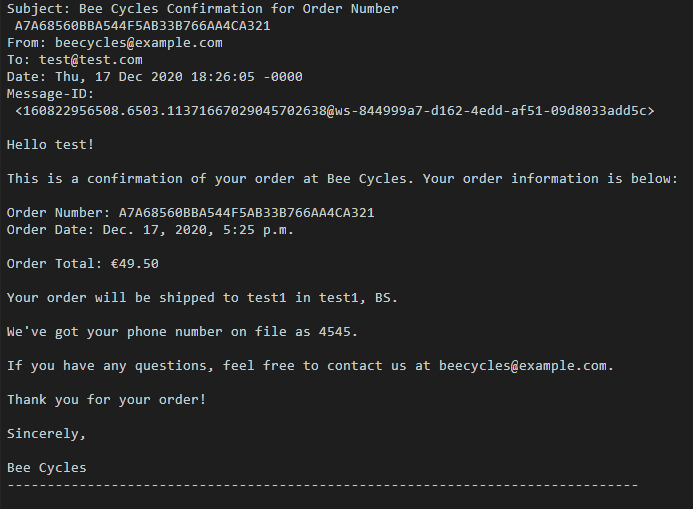 Subject: Bee Cycles Confirmation for Order Number
 A7A68560BBA544F5AB33B766AA4CA321
From: beecycles@example.com
To: test@test.com
Date: Thu, 17 Dec 2020 18:26:05 -0000
Message-ID:
 <160822956508.6503.11371667029045702638@ws-844999a7-d162-4edd-af51-09d8033add5c>
Hello test!
This is a confirmation of your order at Bee Cycles. Your order information is below:
Order Number: A7A68560BBA544F5AB33B766AA4CA321
Order Date: Dec. 17, 2020, 5:25 p.m.
Order Total: €49.50
Your order will be shipped to test1 in test1, BS.
We've got your phone number on file as 4545.
If you have any questions, feel free to contact us at beecycles@example.com.
Thank you for your order!
Sincerely,
Bee Cycles
-------------------------------------------------------------------------------